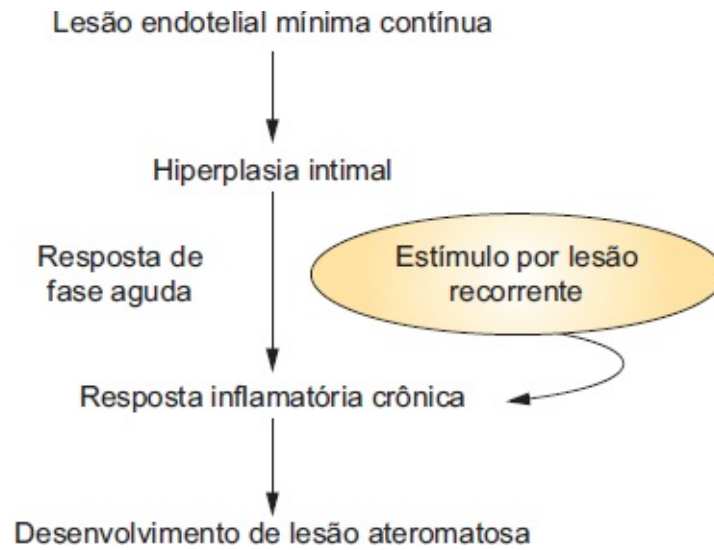 Lesão endotelial mínima contínua
Hiperplasia intimal
Resposta de
fase aguda
Estímulo por lesão
recorrente
Resposta inflamatória crônica
Desenvolvimento de lesão ateromatosa